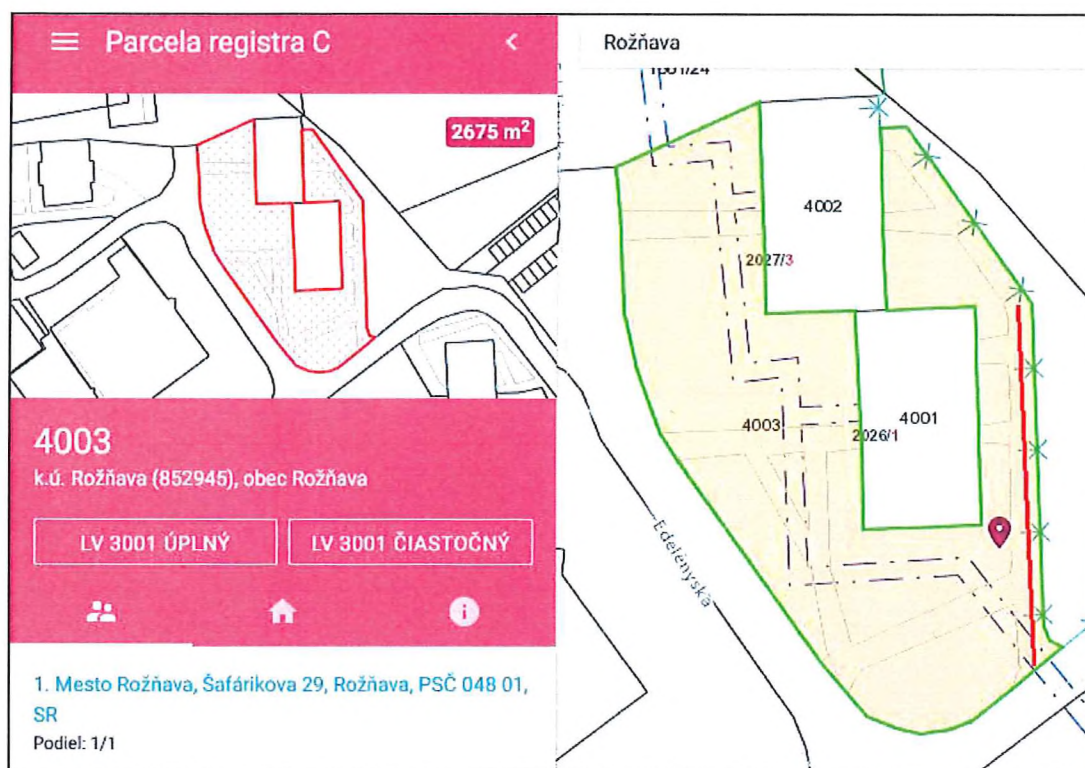 Parcela registra C
2675 m²
4003
k.ú. Rožňava (852945), obec Rožňava
LV 3001 ÚPLNÝ
LV 3001 ČIASTOČNÝ
1. Mesto Rožňava, Šafárikova 29, Rožňava, PSČ 048 01,
SR
Podiel: 1/1
Rožňava
4002
2027/3
4001
4003
2026/1
Edelényska